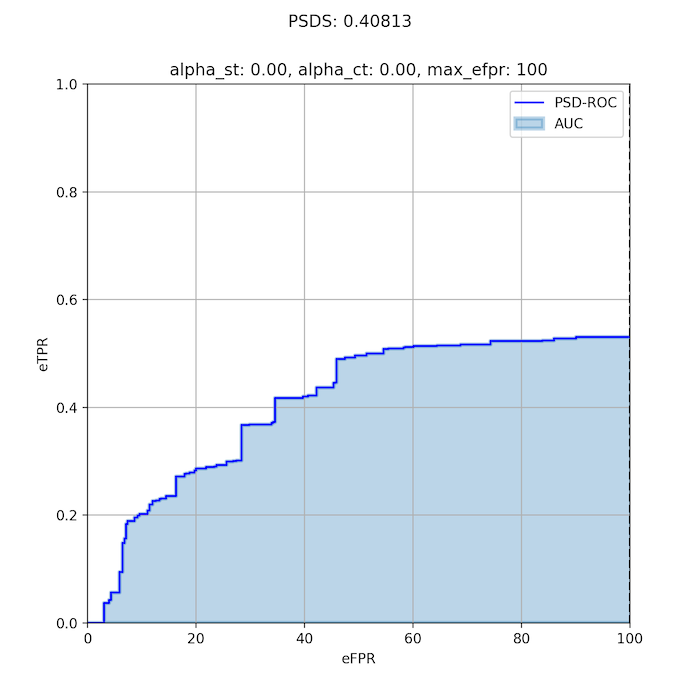 PSDS: 0.40813
alpha_st: 0.00, alpha_ct: 0.00, max_efpr: 100
PSD-ROC
AUC
1.0
0.8
0.6
0.4
0.2
0.0
eTPR
0 20 40 60 80 100
eFPR